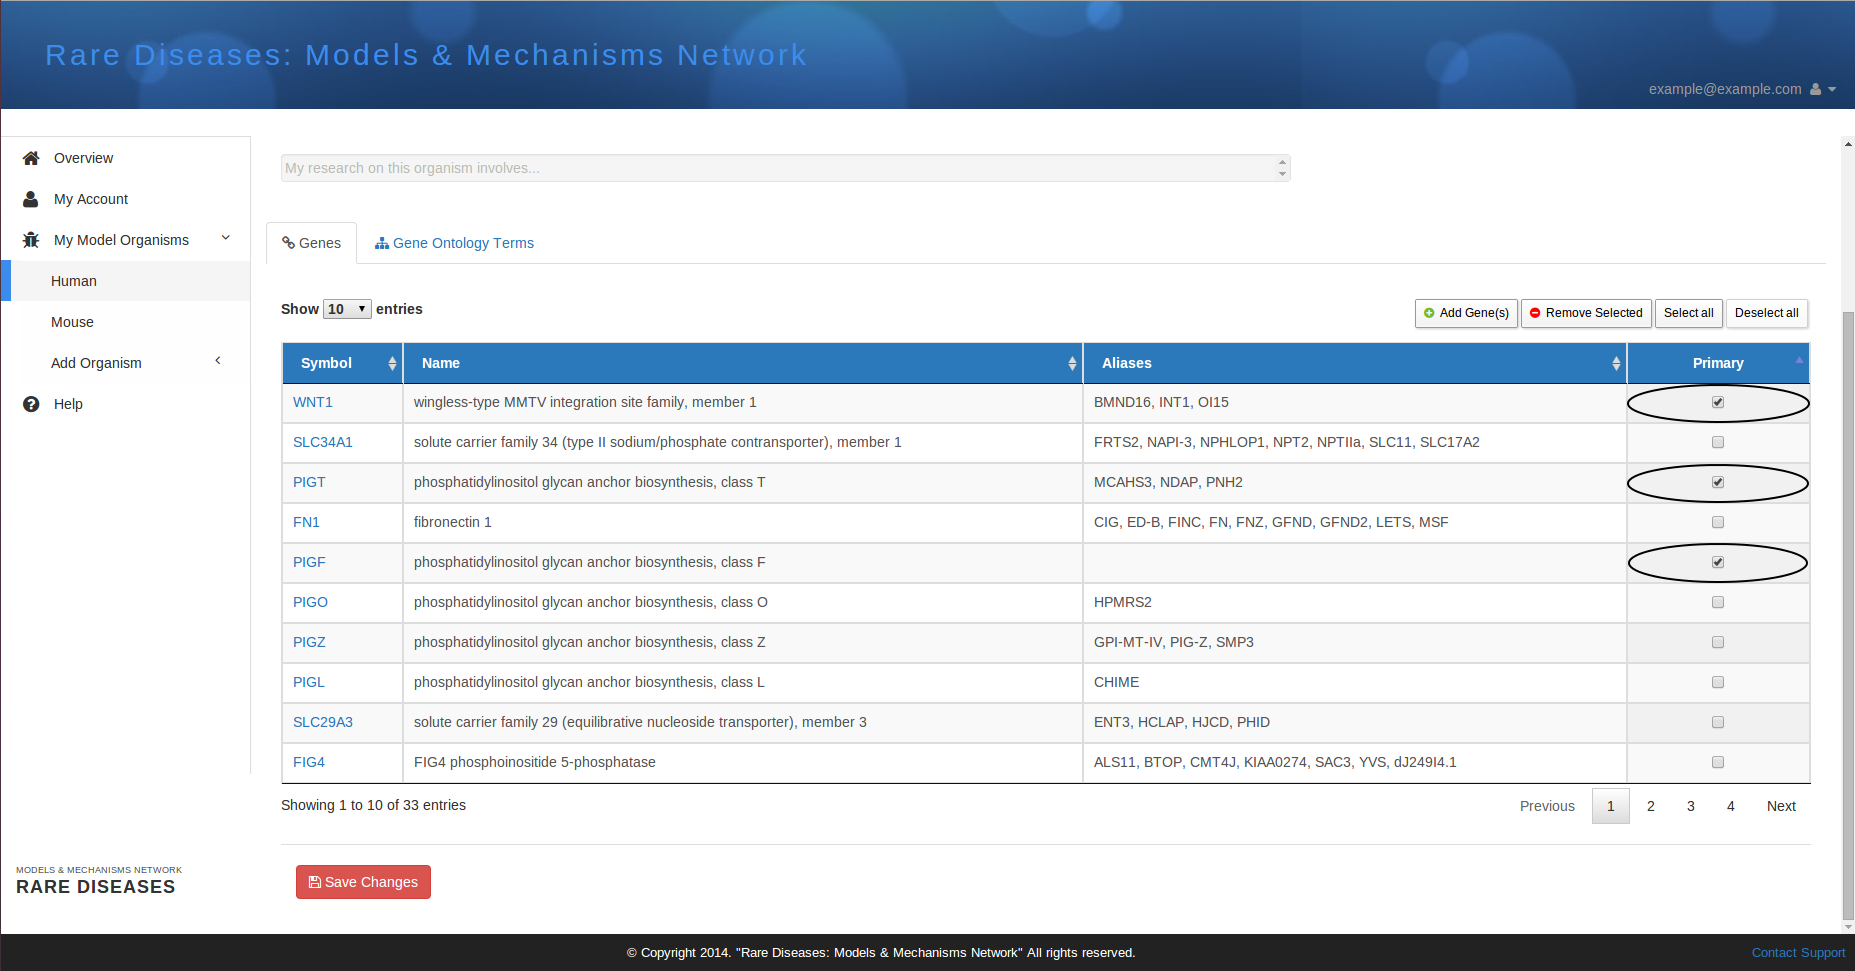 Rare Diseases: Models & Mechanisms Network
example@example.com
Overview
My Account
My Model Organisms
Human
Mouse
Add Organism
Help
My research on this organism involves...
Genes Gene Ontology Terms
Show 10 entries
Add Gene(s) Remove Selected Select all Deselect all
Symbol Name Aliases Primary
WNT1 wingless-type MMTV integration site family, member 1 BMND16, INT1, OI15
SLC34A1 solute carrier family 34 (type II sodium/phosphate contransporter), member 1 FRTS2, NAPI-3, NPHLOP1, NPT2, NPTIIa, SLC11, SLC17A2
PIGT phosphatidylinositol glycan anchor biosynthesis, class T MCAHS3, NDAP, PNH2
FN1 fibronectin 1 CIG, ED-B, FINC, FN, FNZ, GFND, GFND2, LETS, MSF
PIGF phosphatidylinositol glycan anchor biosynthesis, class F
PIGO phosphatidylinositol glycan anchor biosynthesis, class O HPMRS2
PIGZ phosphatidylinositol glycan anchor biosynthesis, class Z GPI-MT-IV, PIG-Z, SMP3
PIGL phosphatidylinositol glycan anchor biosynthesis, class L CHIME
SLC29A3 solute carrier family 29 (equilibrative nucleoside transporter), member 3 ENT3, HCLAP, HJCD, PHID
FIG4 FIG4 phosphoinositide 5-phosphatase ALS11, BTOP, CMT4J, KIAA0274, SAC3, YVS, dJ249I4.1
Showing 1 to 10 of 33 entries
Previous 1 2 3 4 Next
Save Changes
MODELS & MECHANISMS NETWORK
RARE DISEASES
© Copyright 2014. "Rare Diseases: Models & Mechanisms Network" All rights reserved.
Contact Support